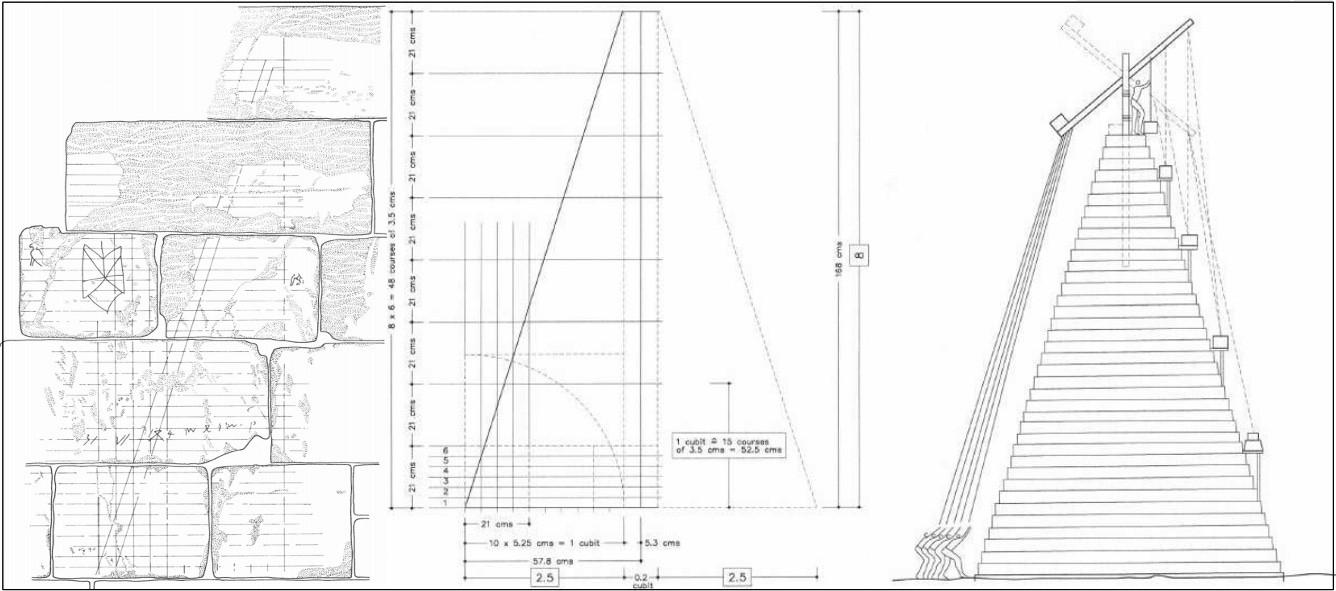 21 cms
21 cms
21 cms
21 cms
21 cms
21 cms
21 cms
21 cms
8 x 6 = 48 courses of 3.5 cms
6
5
4
3
2
1
21 cms
10 x 5.25 cms = 1 cubit
5.3 cms
57.8 cms
2.5
0.2
cubit
2.5
1 cubit ≙ 15 courses
of 3.5 cms = 52.5 cms
168 cms
8